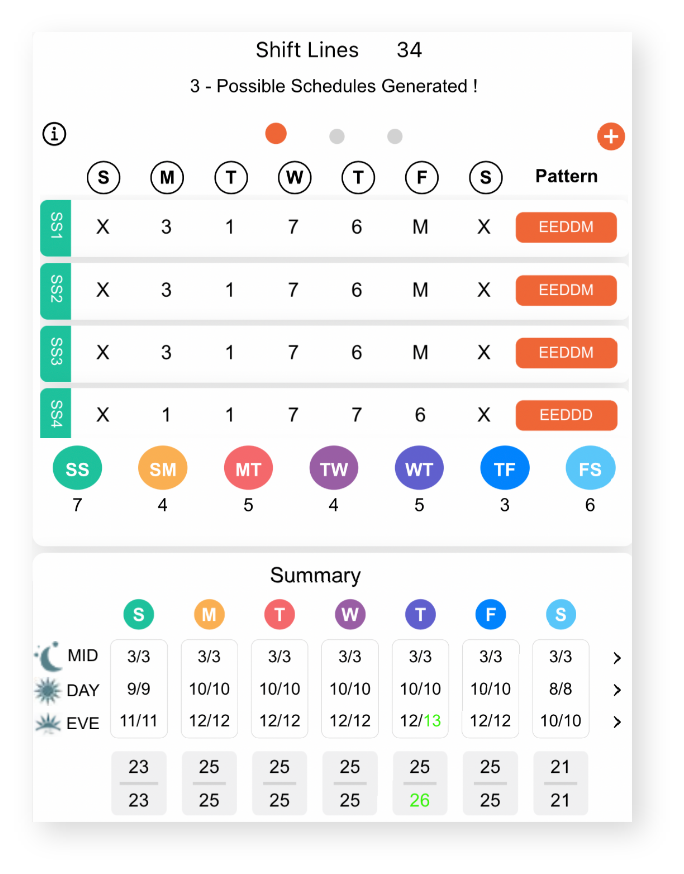 Shift Lines 34
3 - Possible Schedules Generated !
i +
S M T W T F S Pattern
SS1 X 3 1 7 6 M X EEDDM
SS2 X 3 1 7 6 M X EEDDM
SS3 X 3 1 7 6 M X EEDDM
SS4 X 1 1 7 7 6 X EEDDD
SS SM MT TW WT TF FS
7 4 5 4 5 3 6
Summary
S M T W T F S
MID 3/3 3/3 3/3 3/3 3/3 3/3 3/3 >
DAY 9/9 10/10 10/10 10/10 10/10 10/10 8/8 >
EVE 11/11 12/12 12/12 12/12 12/13 12/12 10/10 >
23 25 25 25 25 25 21
23 25 25 25 26 25 21